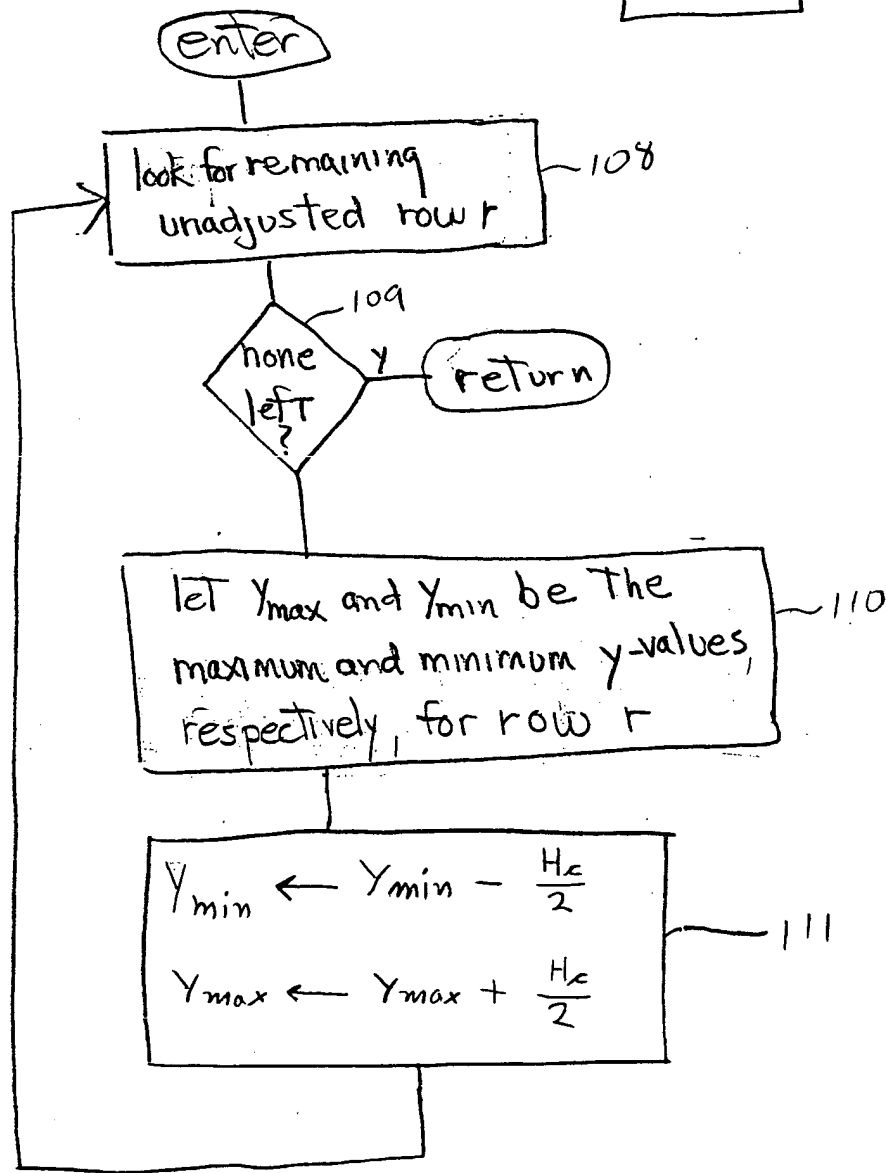 enter
look for remaining
unadjusted row r
108
109
none
left
?
Y
return
let Ymax and Ymin be the
maximum and minimum y-values,
respectively, for row r
110
Ymin ← Ymin - Hc/2
Ymax ← Ymax + Hc/2
111